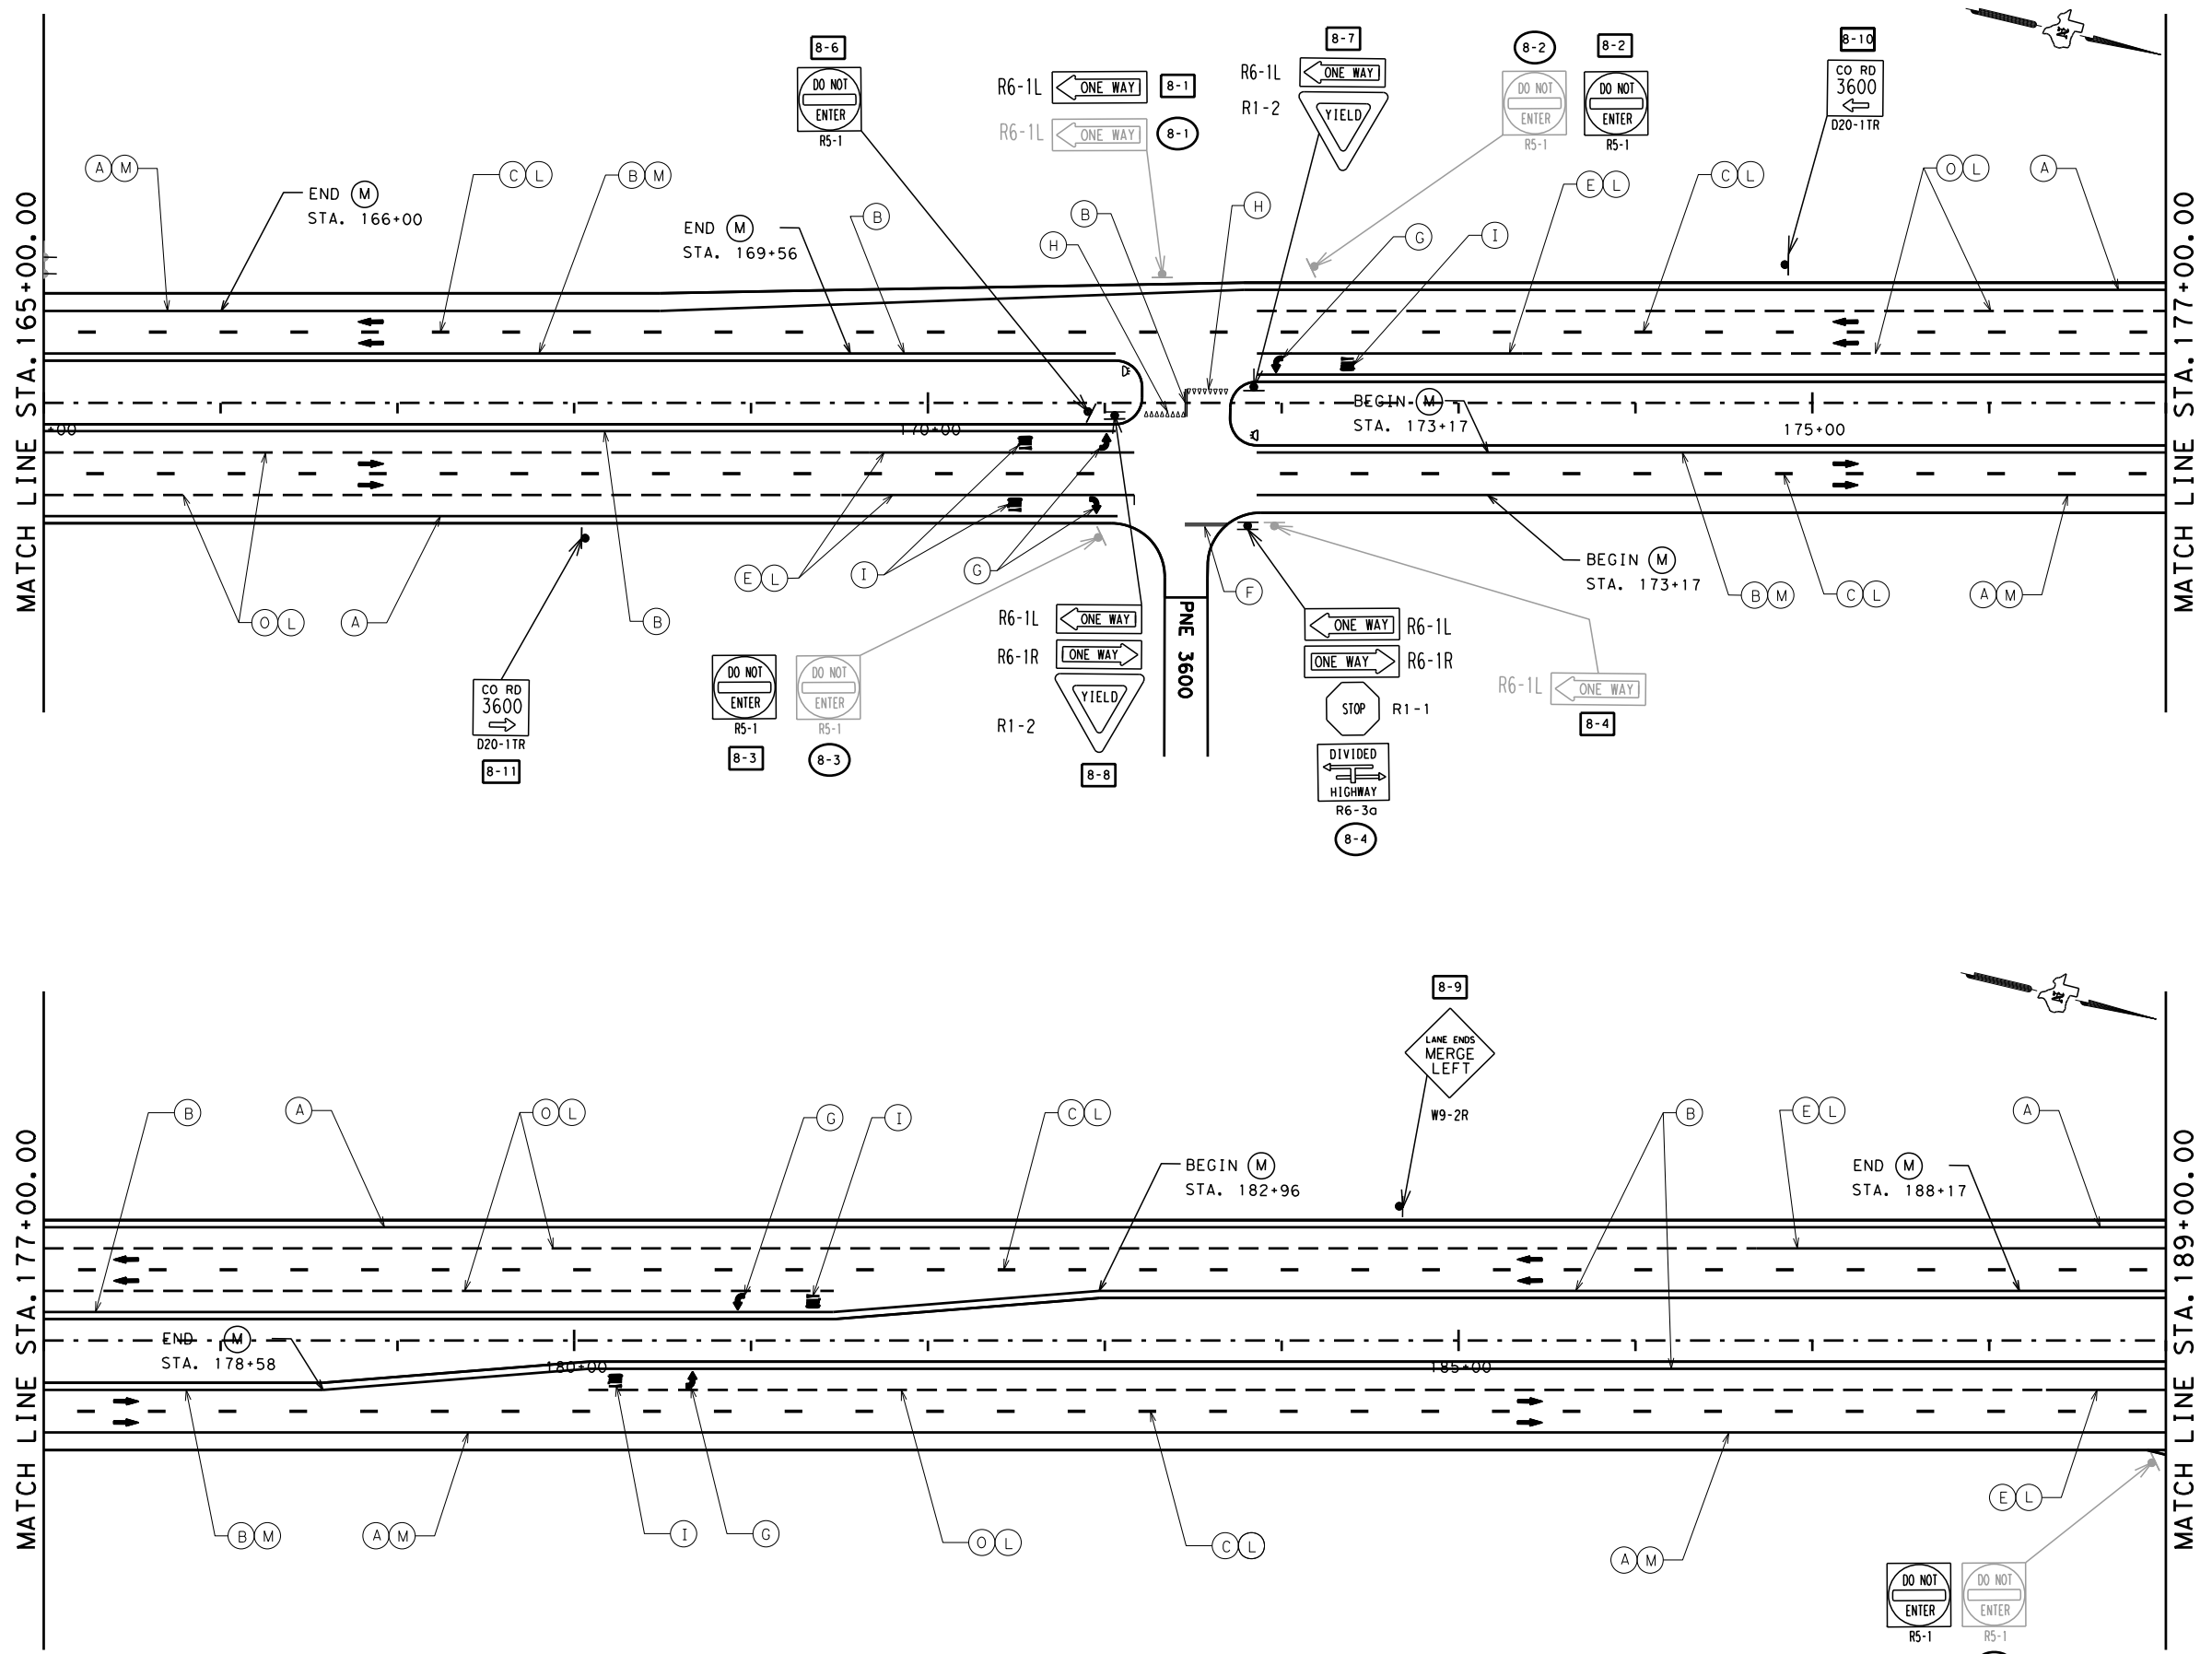 MATCH LINE STA. 165+00.00
MATCH LINE STA. 177+00.00
8-6
DO NOT
ENTER
R5-1
R6-1L
ONE WAY
8-1
R6-1L
ONE WAY
8-1
8-7
R6-1L
ONE WAY
R1-2
YIELD
8-2
DO NOT
ENTER
R5-1
8-2
DO NOT
ENTER
R5-1
8-10
CO RD
3600
D20-1TR
A M
END M
STA. 166+00
C L
B M
END M
STA. 169+56
B
H
B
H
G
I
E L
C L
O L
A
+00
170+00
BEGIN M
STA. 173+17
175+00
O L
A
B
E L
I
G
F
BEGIN M
STA. 173+17
B M
C L
A M
CO RD
3600
D20-1TR
8-11
DO NOT
ENTER
R5-1
8-3
DO NOT
ENTER
R5-1
8-3
R6-1L
ONE WAY
R6-1R
ONE WAY
R1-2
YIELD
8-8
PNE 3600
ONE WAY
R6-1L
ONE WAY
R6-1R
STOP
R1-1
DIVIDED
HIGHWAY
R6-3a
8-4
R6-1L
ONE WAY
8-4
MATCH LINE STA. 177+00.00
MATCH LINE STA. 189+00.00
8-9
LANE ENDS
MERGE
LEFT
W9-2R
B
A
O L
G
I
C L
BEGIN M
STA. 182+96
B
E L
A
END M
STA. 188+17
END M
STA. 178+58
180+00
185+00
B M
A M
I
G
O L
C L
A M
E L
DO NOT
ENTER
R5-1
DO NOT
ENTER
R5-1